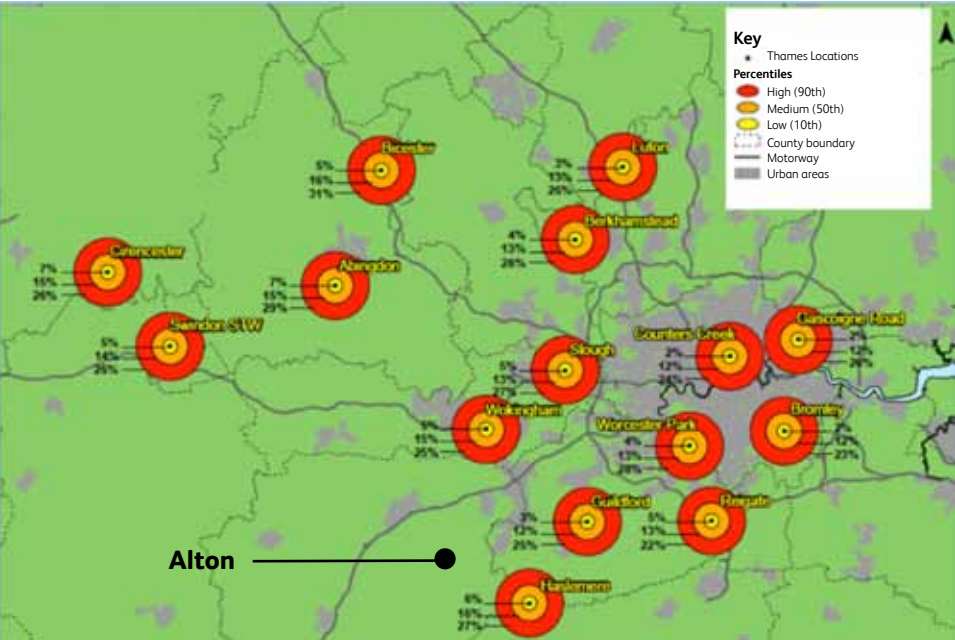 Key
Thames Locations
Percentiles
High (90th)
Medium (50th)
Low (10th)
County boundary
Motorway
Urban areas
Bicester
5%
16%
31%
Luton
3%
13%
26%
Berkhamstead
4%
13%
28%
Cirencester
7%
15%
26%
Abingdon
7%
15%
29%
Swindon STW
5%
14%
25%
Slough
5%
13%
Counters Creek
2%
12%
Gascoigne Road
Wokingham
5%
15%
25%
Worcester Park
4%
13%
28%
Bromley
12%
23%
Guildford
3%
12%
25%
Reigate
5%
13%
22%
Alton
Haslemere
6%
16%
27%